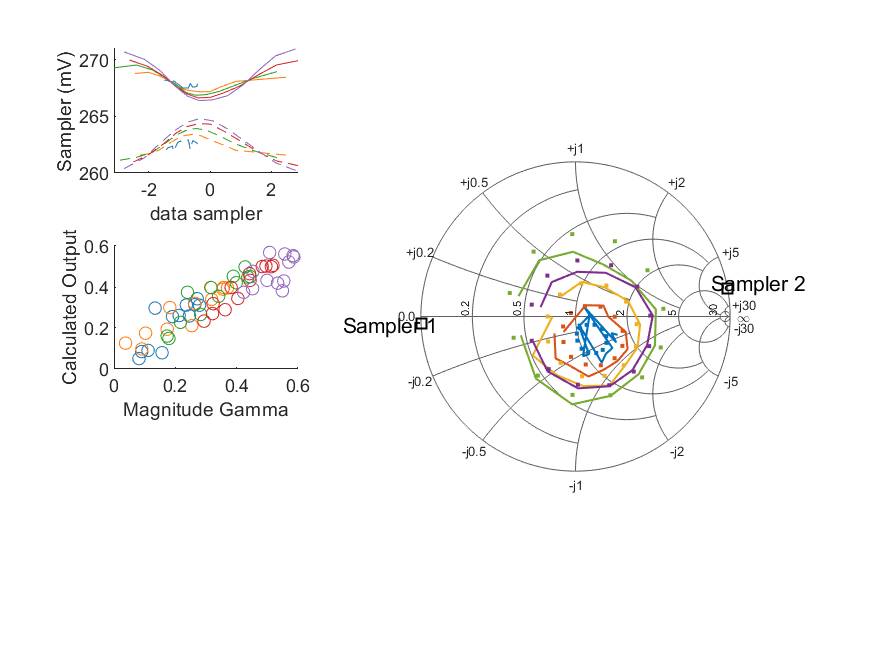 270
265
260
Sampler (mV)
-2 0 2
data sampler
0.6
0.4
0.2
0
Calculated Output
0 0.2 0.4 0.6
Magnitude Gamma
+j1
+j0.5
+j2
+j0.2
+j5
Sampler 2
+j30
0.0
0.2
0.5
1
2
5
30
∞
Sampler 1
-j30
-j0.2
-j5
-j0.5
-j2
-j1